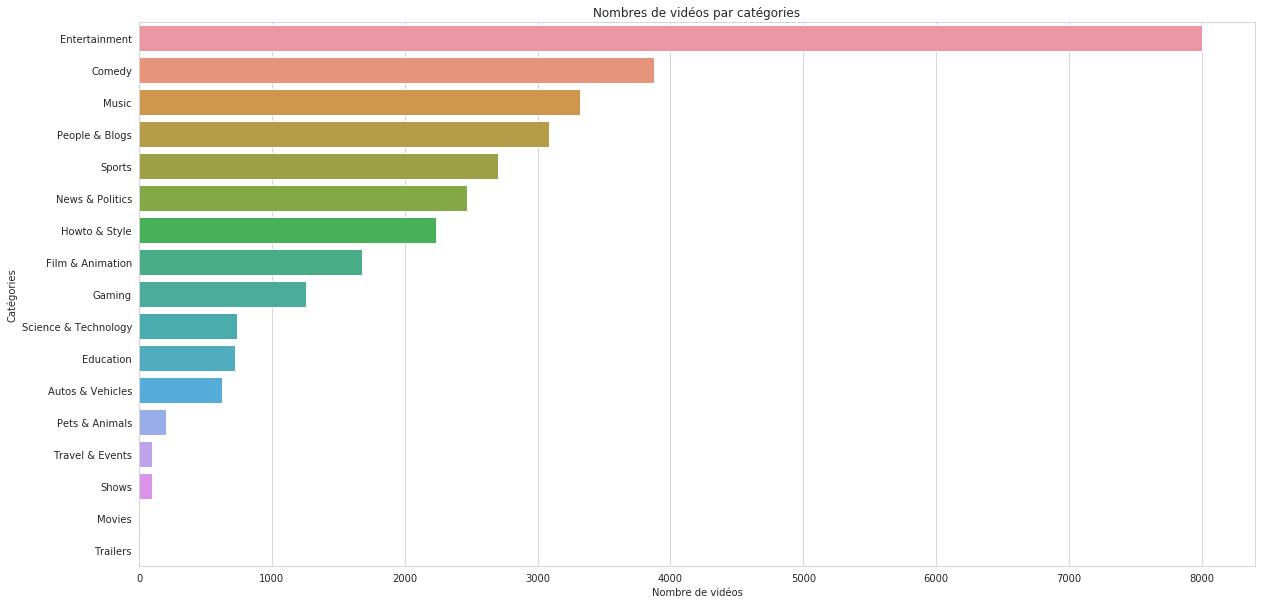 Nombres de vidéos par catégories
Catégories
Entertainment
Comedy
Music
People & Blogs
Sports
News & Politics
Howto & Style
Film & Animation
Gaming
Science & Technology
Education
Autos & Vehicles
Pets & Animals
Travel & Events
Shows
Movies
Trailers
0 1000 2000 3000 4000 5000 6000 7000 8000
Nombre de vidéos